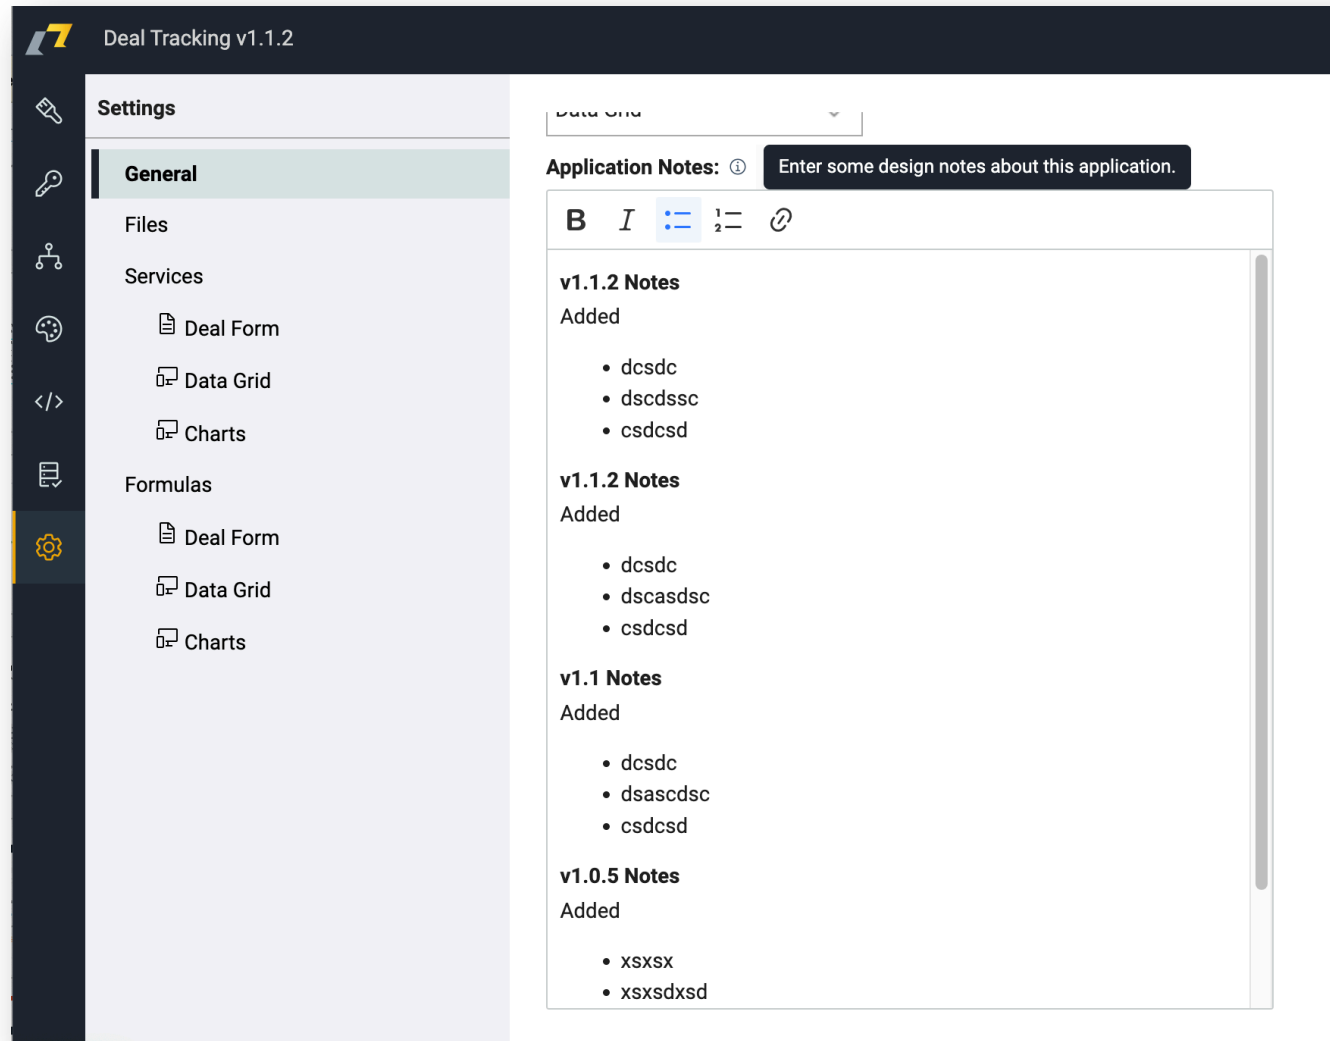 Deal Tracking v1.1.2
Settings
General
Files
Services
Deal Form
Data Grid
Charts
Formulas
Deal Form
Data Grid
Charts
Data Grid
Application Notes:
Enter some design notes about this application.
v1.1.2 Notes
Added
• dcsdc
• dscdssc
• csdcsd
v1.1.2 Notes
Added
• dcsdc
• dscasdsc
• csdcsd
v1.1 Notes
Added
• dcsdc
• dsascdsc
• csdcsd
v1.0.5 Notes
Added
• xsxsx
• xsxsdxsd